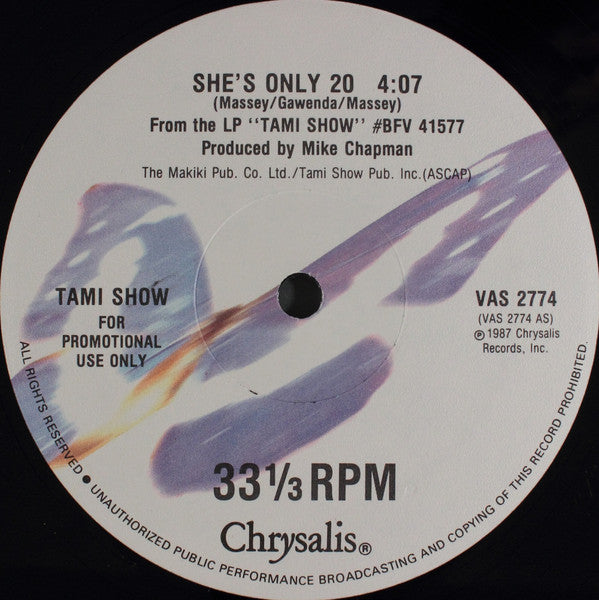 SHE'S ONLY 20 4:07
(Massey/Gawenda/Massey)
From the LP "TAMI SHOW" #BFV 41577
Produced by Mike Chapman
The Makiki Pub. Co. Ltd./Tami Show Pub. Inc.(ASCAP)
TAMI SHOW
FOR
PROMOTIONAL
USE ONLY
VAS 2774
(VAS 2774 AS)
℗ 1987 Chrysalis
Records, Inc.
33 1/3 RPM
Chrysalis®
ALL RIGHTS RESERVED • UNAUTHORIZED PUBLIC PERFORMANCE BROADCASTING AND COPYING OF THIS RECORD PROHIBITED.